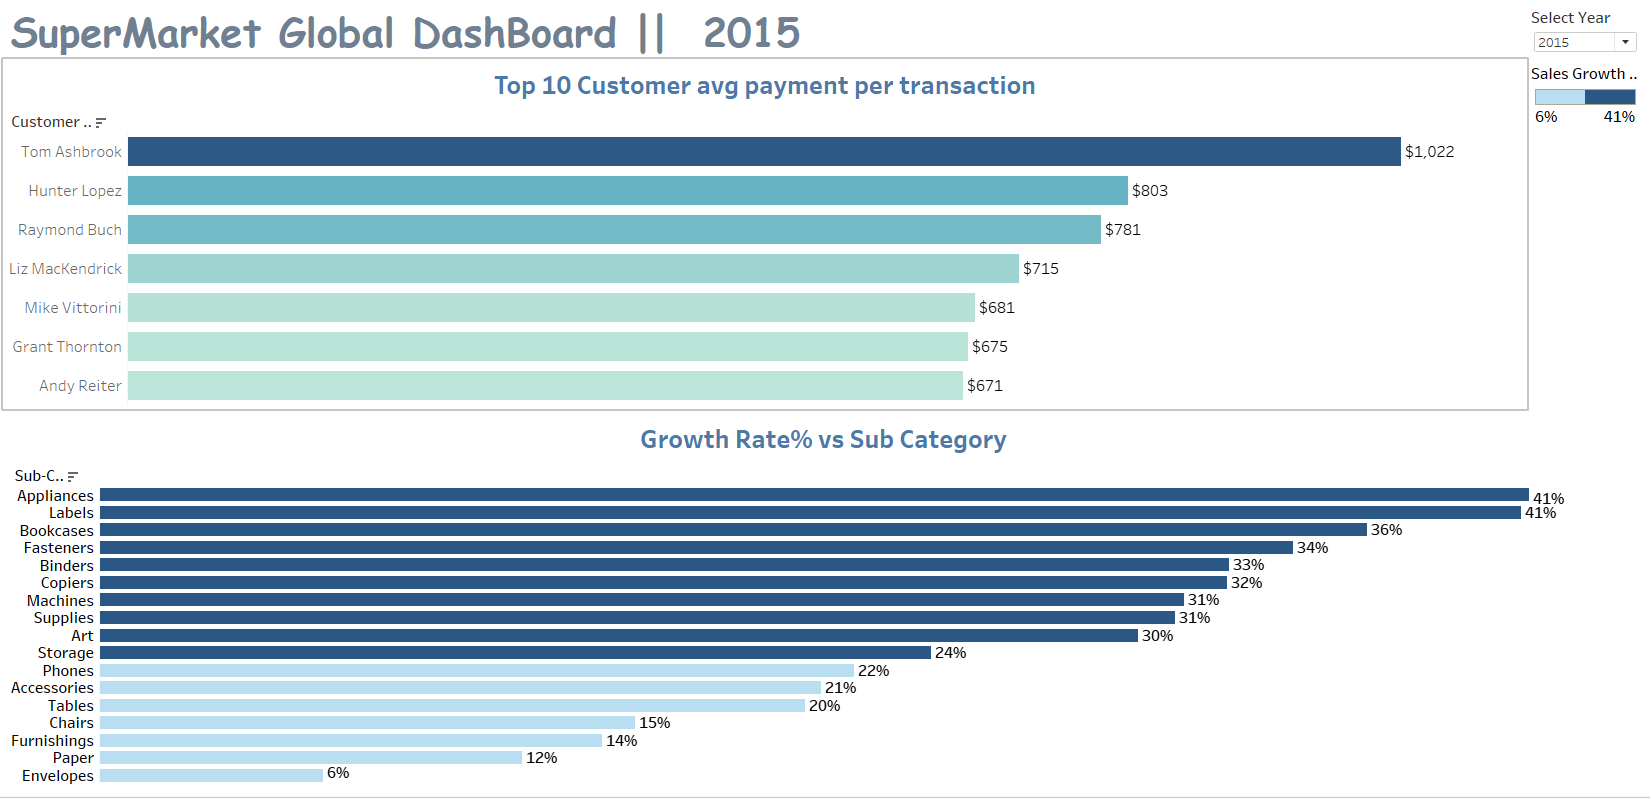 SuperMarket Global DashBoard || 2015
Select Year
2015
Sales Growth ..
6% 41%
Top 10 Customer avg payment per transaction
Customer ..
Tom Ashbrook $1,022
Hunter Lopez $803
Raymond Buch $781
Liz MacKendrick $715
Mike Vittorini $681
Grant Thornton $675
Andy Reiter $671
Growth Rate% vs Sub Category
Sub-C..
Appliances 41%
Labels 41%
Bookcases 36%
Fasteners 34%
Binders 33%
Copiers 32%
Machines 31%
Supplies 31%
Art 30%
Storage 24%
Phones 22%
Accessories 21%
Tables 20%
Chairs 15%
Furnishings 14%
Paper 12%
Envelopes 6%